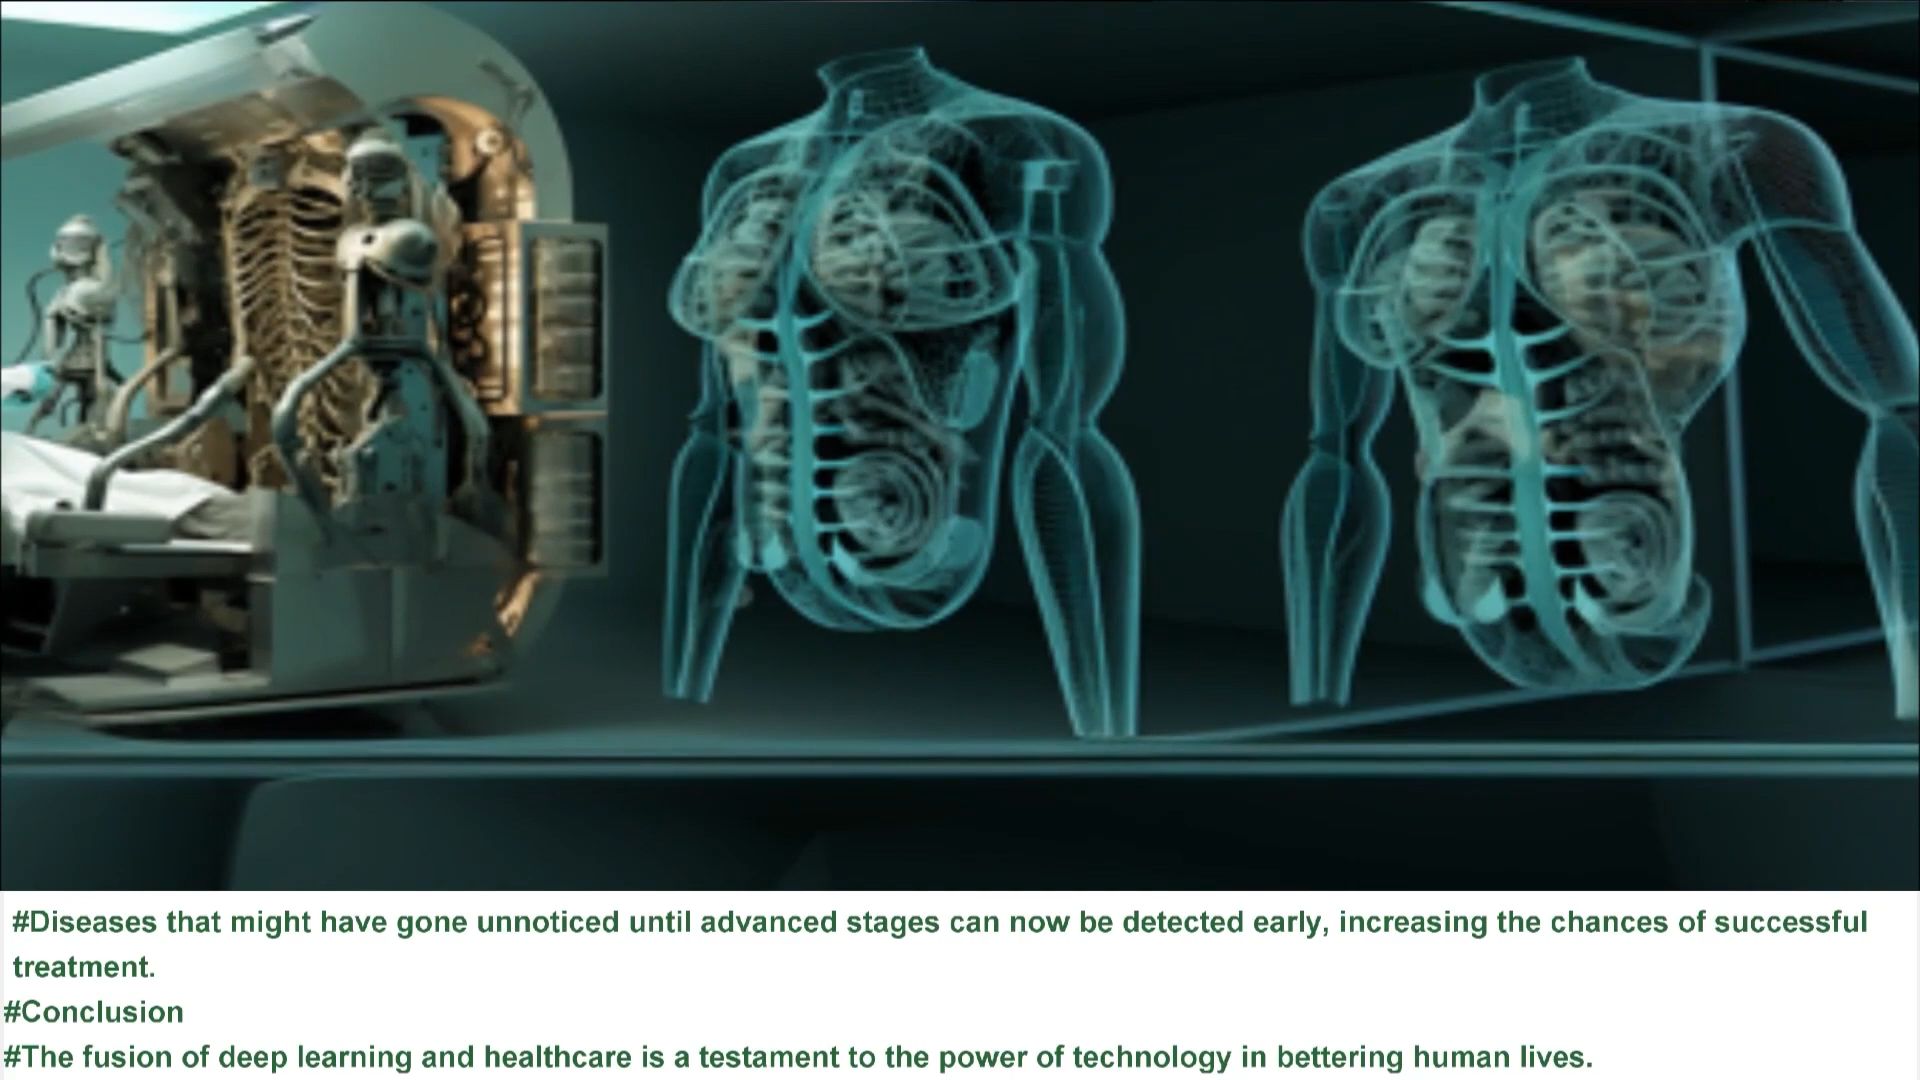 #Diseases that might have gone unnoticed until advanced stages can now be detected early, increasing the chances of successful
treatment.
#Conclusion
#The fusion of deep learning and healthcare is a testament to the power of technology in bettering human lives.